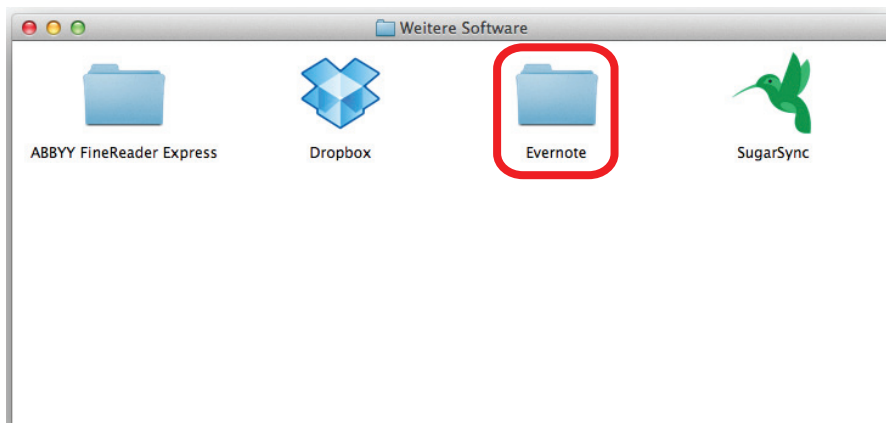 Weitere Software
ABBYY FineReader Express
Dropbox
Evernote
SugarSync